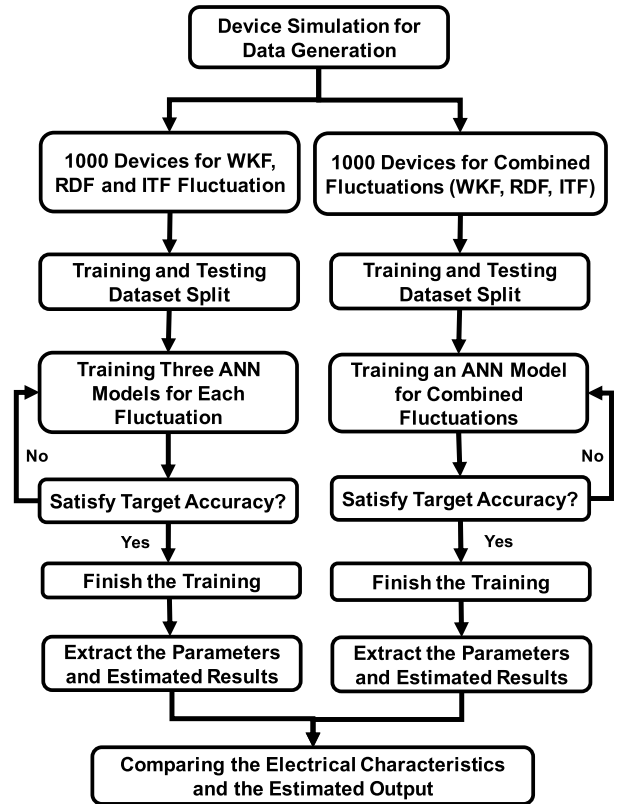 Device Simulation for
Data Generation
1000 Devices for WKF,
RDF and ITF Fluctuation
1000 Devices for Combined
Fluctuations (WKF, RDF, ITF)
Training and Testing
Dataset Split
Training and Testing
Dataset Split
Training Three ANN
Models for Each
Fluctuation
Training an ANN Model
for Combined
Fluctuations
No
No
Satisfy Target Accuracy?
Satisfy Target Accuracy?
Yes
Yes
Finish the Training
Finish the Training
Extract the Parameters
and Estimated Results
Extract the Parameters
and Estimated Results
Comparing the Electrical Characteristics
and the Estimated Output